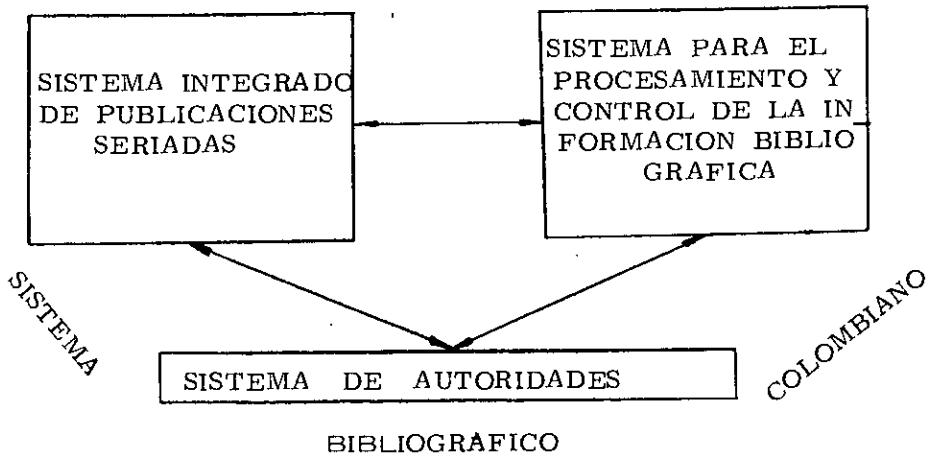 SISTEMA INTEGRADO
DE PUBLICACIONES
SERIADAS
SISTEMA PARA EL
PROCESAMIENTO Y
CONTROL DE LA IN
FORMACION BIBLIO
GRAFICA
SISTEMA
COLOMBIANO
SISTEMA DE AUTORIDADES
BIBLIOGRAFICO